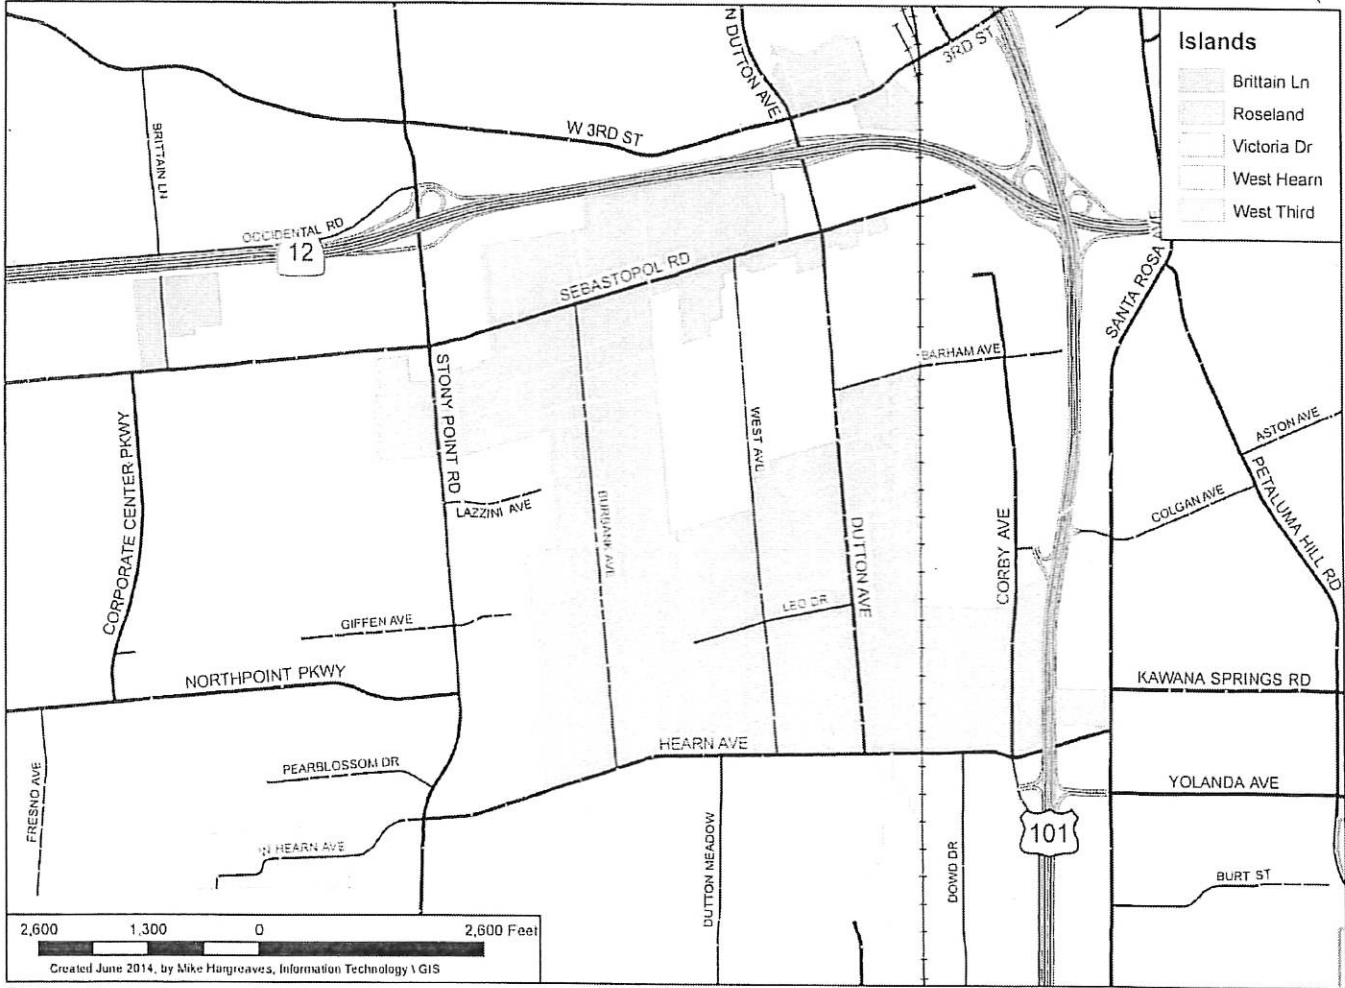 Islands
Brittain Ln
Roseland
Victoria Dr
West Hearn
West Third
N DUTTON AVE
3RD ST
W 3RD ST
BRITTAIN LN
OCCIDENTAL RD
12
SEBASTOPOL RD
SANTA ROSA
BARHAM AVE
STONY POINT RD
CORPORATE CENTER PKWY
WEST AVE
ASTON AVE
PETALUMA HILL RD
COLGAN AVE
LAZZINI AVE
BURBANK AVE
DUTTON AVE
CORBY AVE
LEO DR
GIFFEN AVE
NORTHPOINT PKWY
KAWANA SPRINGS RD
HEARN AVE
PEARBLOSSOM DR
YOLANDA AVE
FRESNO AVE
W HEARN AVE
DUTTON MEADOW
DOWD DR
101
BURT ST
2,600 1,300 0 2,600 Feet
Created June 2014, by Mike Hargreaves, Information Technology \ GIS